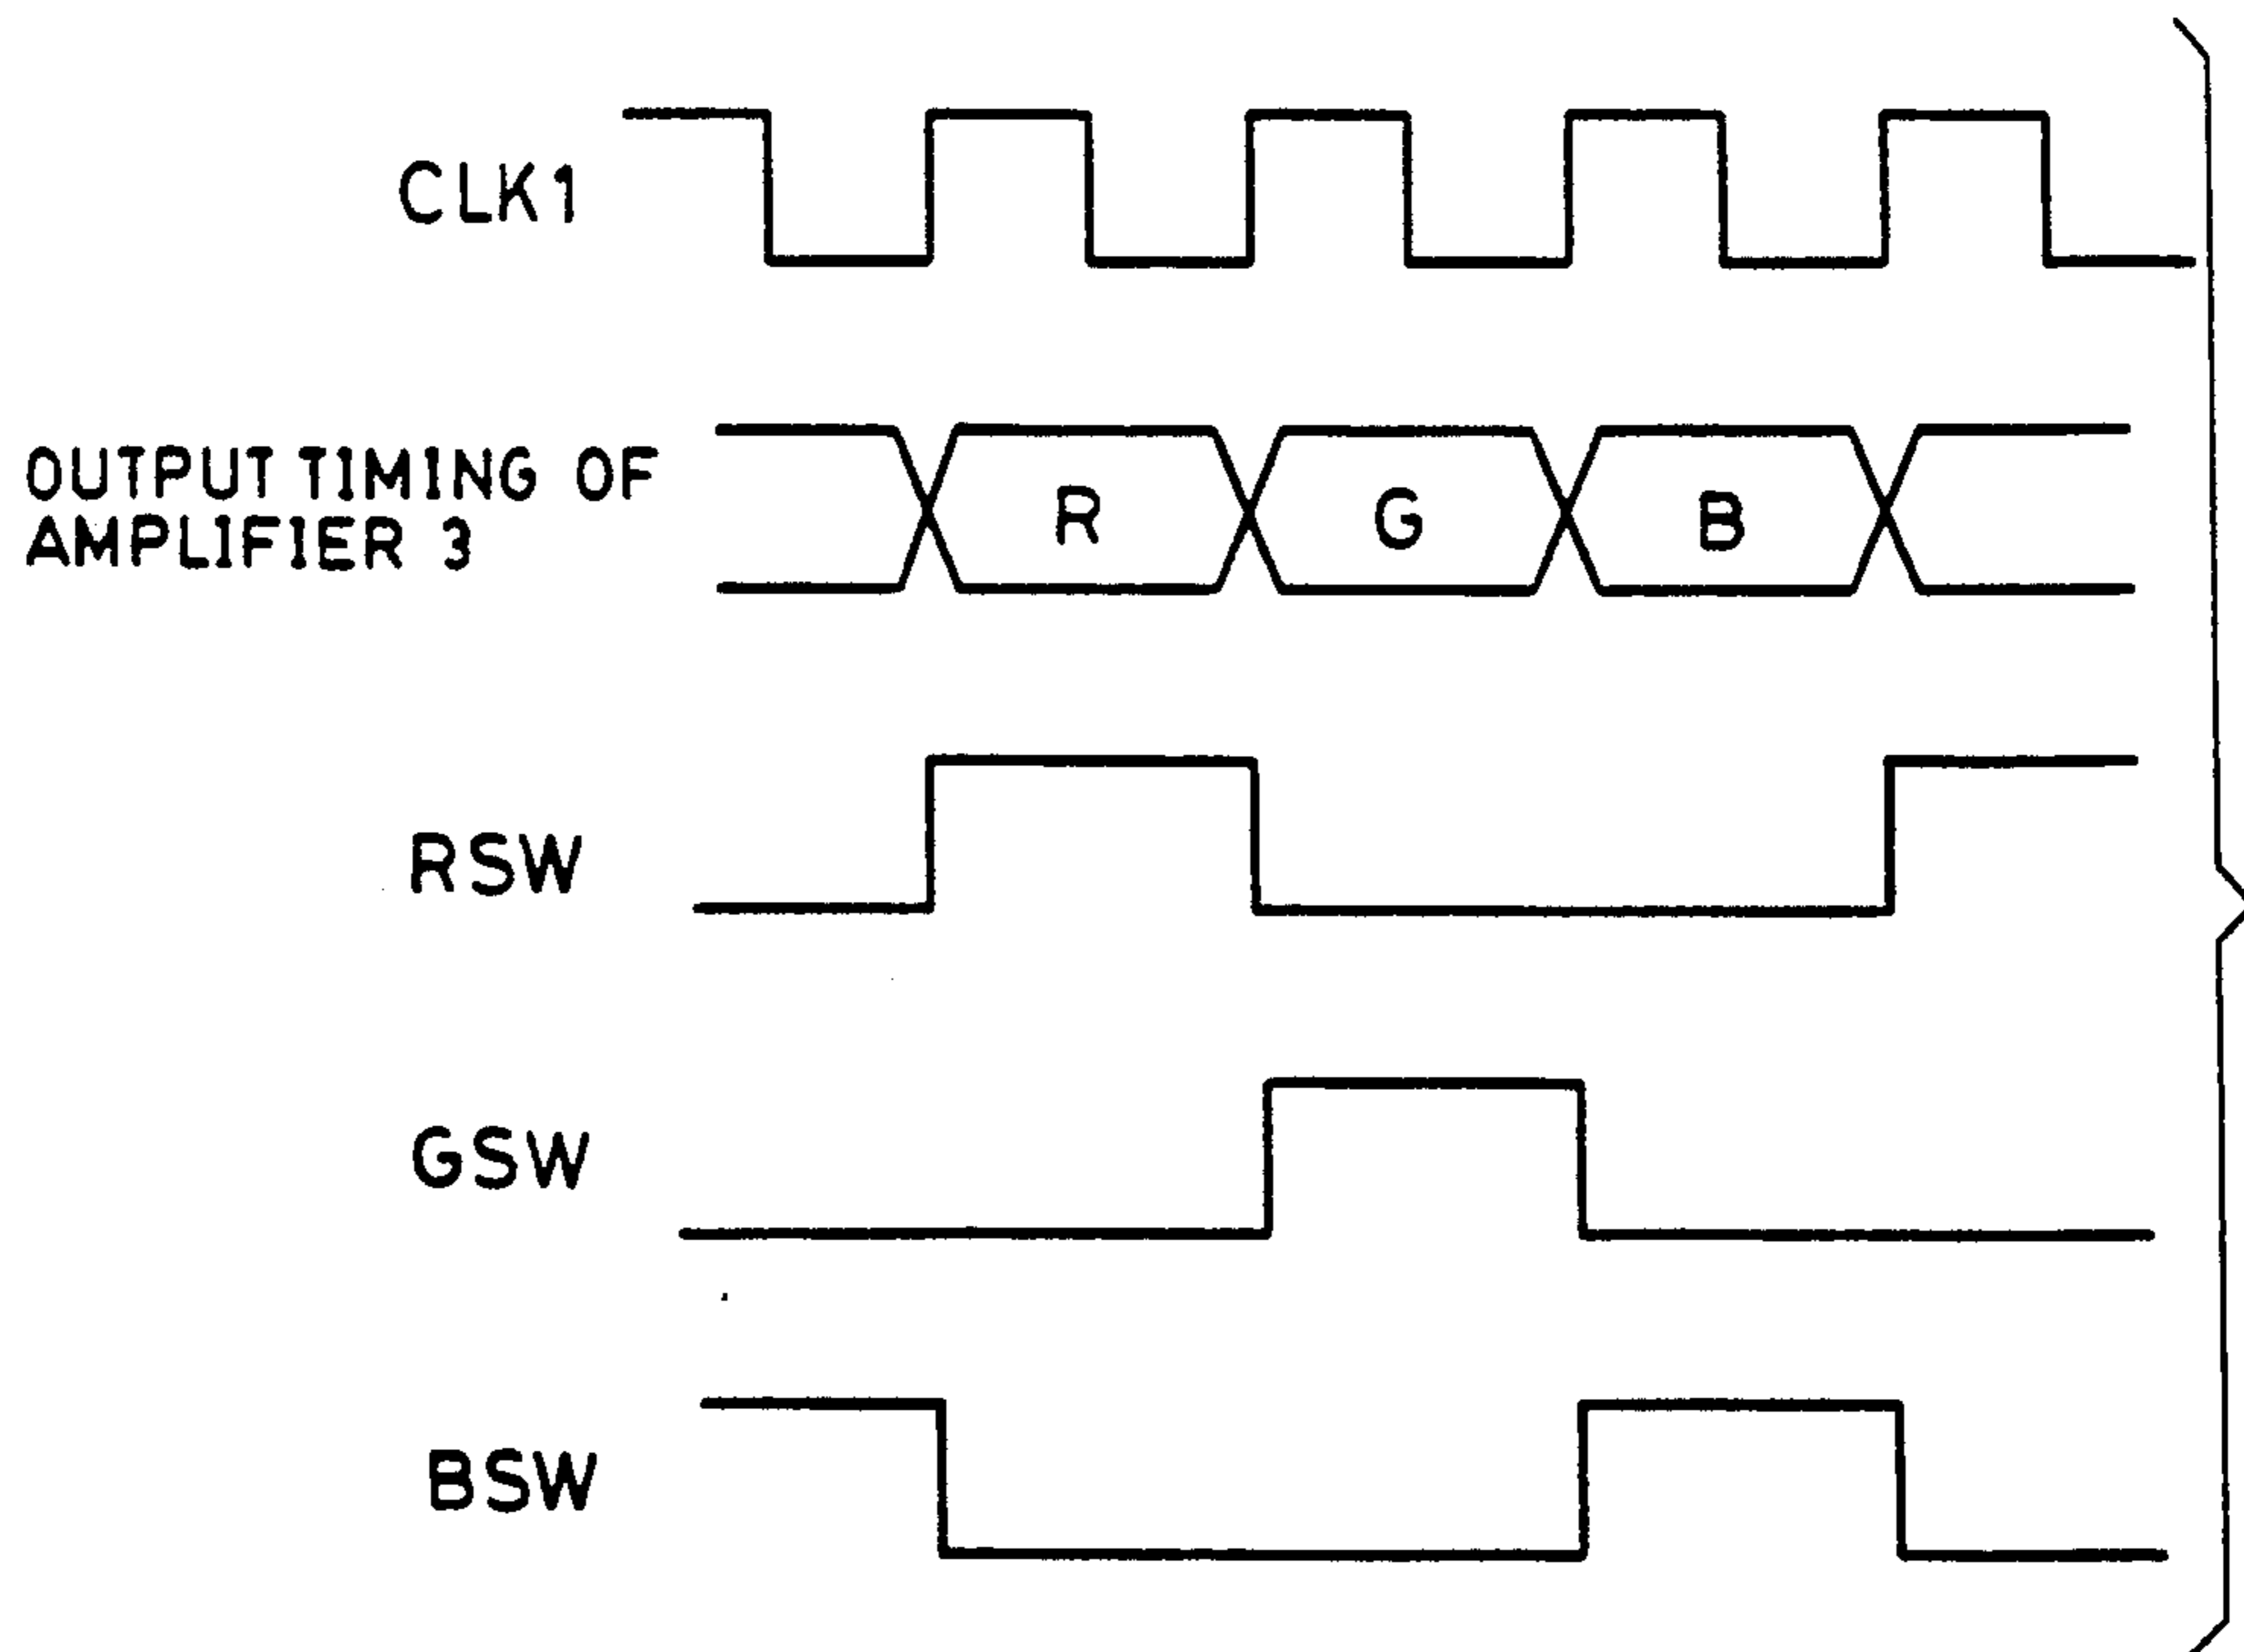 CLK1
OUTPUT TIMING OF
AMPLIFIER 3
R G B
RSW
GSW
BSW